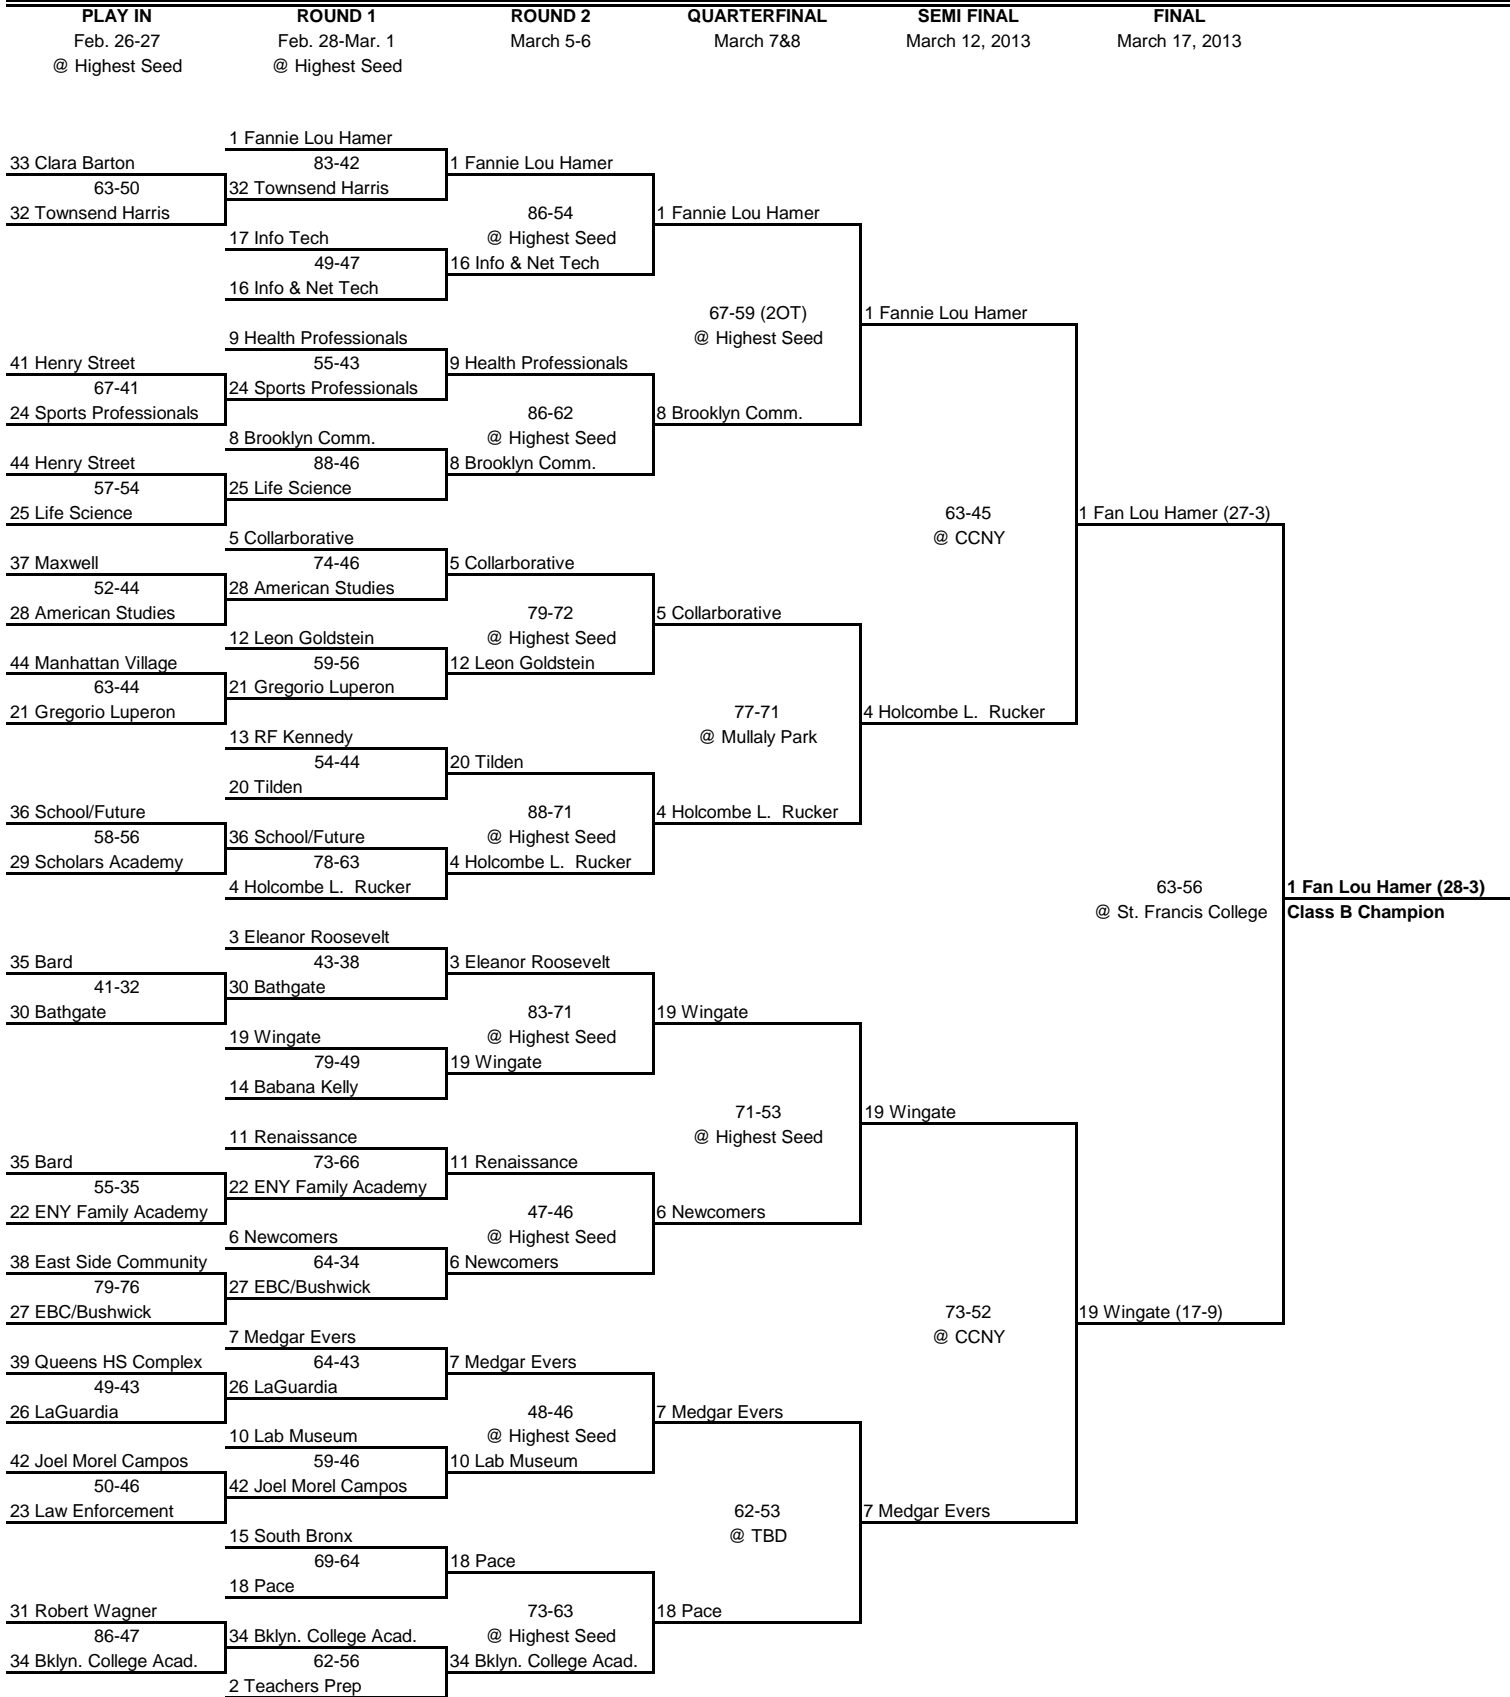 PLAY IN ROUND 1 ROUND 2 QUARTERFINAL SEMI FINAL FINAL
Feb. 26-27 Feb. 28-Mar. 1 March 5-6 March 7&8 March 12, 2013 March 17, 2013
@ Highest Seed @ Highest Seed
1 Fannie Lou Hamer
33 Clara Barton 83-42 1 Fannie Lou Hamer
63-50 32 Townsend Harris
32 Townsend Harris 86-54 1 Fannie Lou Hamer
17 Info Tech @ Highest Seed
49-47 16 Info & Net Tech
16 Info & Net Tech
67-59 (2OT) 1 Fannie Lou Hamer
9 Health Professionals @ Highest Seed
41 Henry Street 55-43 9 Health Professionals
67-41 24 Sports Professionals
24 Sports Professionals 86-62 8 Brooklyn Comm.
8 Brooklyn Comm. @ Highest Seed
44 Henry Street 88-46 8 Brooklyn Comm.
57-54 25 Life Science
25 Life Science 63-45 1 Fan Lou Hamer (27-3)
5 Collarborative @ CCNY
37 Maxwell 74-46 5 Collarborative
52-44 28 American Studies
28 American Studies 79-72 5 Collarborative
12 Leon Goldstein @ Highest Seed
44 Manhattan Village 59-56 12 Leon Goldstein
63-44 21 Gregorio Luperon
21 Gregorio Luperon 77-71 4 Holcombe L. Rucker
13 RF Kennedy @ Mullaly Park
54-44 20 Tilden
20 Tilden
36 School/Future 88-71 4 Holcombe L. Rucker
58-56 36 School/Future @ Highest Seed
29 Scholars Academy 78-63 4 Holcombe L. Rucker
4 Holcombe L. Rucker 63-56 1 Fan Lou Hamer (28-3)
@ St. Francis College Class B Champion
3 Eleanor Roosevelt
35 Bard 43-38 3 Eleanor Roosevelt
41-32 30 Bathgate
30 Bathgate 83-71 19 Wingate
19 Wingate @ Highest Seed
79-49 19 Wingate
14 Babana Kelly
71-53 19 Wingate
11 Renaissance @ Highest Seed
35 Bard 73-66 11 Renaissance
55-35 22 ENY Family Academy
22 ENY Family Academy 47-46 6 Newcomers
6 Newcomers @ Highest Seed
38 East Side Community 64-34 6 Newcomers
79-76 27 EBC/Bushwick
27 EBC/Bushwick 73-52 19 Wingate (17-9)
7 Medgar Evers @ CCNY
39 Queens HS Complex 64-43 7 Medgar Evers
49-43 26 LaGuardia
26 LaGuardia 48-46 7 Medgar Evers
10 Lab Museum @ Highest Seed
42 Joel Morel Campos 59-46 10 Lab Museum
50-46 42 Joel Morel Campos
23 Law Enforcement 62-53 7 Medgar Evers
15 South Bronx @ TBD
69-64 18 Pace
18 Pace
31 Robert Wagner 73-63 18 Pace
86-47 34 Bklyn. College Acad. @ Highest Seed
34 Bklyn. College Acad. 62-56 34 Bklyn. College Acad.
2 Teachers Prep